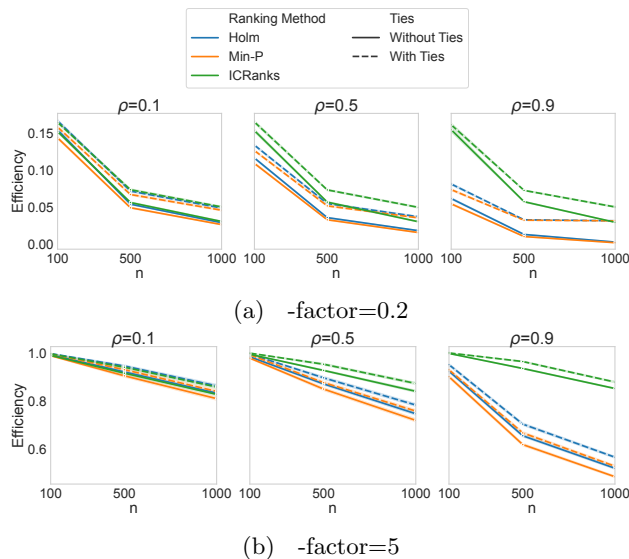 Ranking Method Ties
Holm Without Ties
Min-P With Ties
ICRanks
ρ=0.1 ρ=0.5 ρ=0.9
Efficiency
0.15
0.10
0.05
0.00
100 500 1000 100 500 1000 100 500 1000
n n n
(a) -factor=0.2
ρ=0.1 ρ=0.5 ρ=0.9
Efficiency
1.0
0.8
0.6
100 500 1000 100 500 1000 100 500 1000
n n n
(b) -factor=5